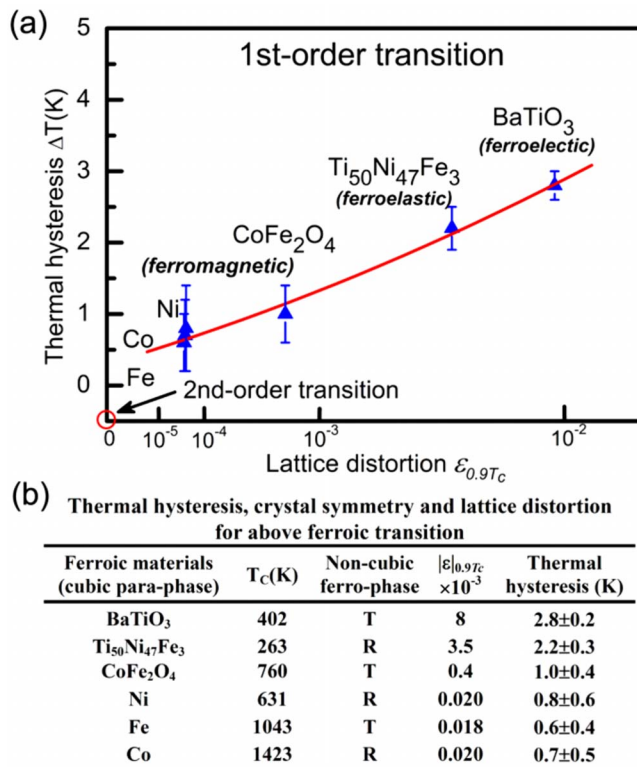 (a)
1st-order transition
Thermal hysteresis ΔT(K)
5
4
3
2
1
0
BaTiO3
(ferroelectic)
Ti50Ni47Fe3
(ferroelastic)
CoFe2O4
(ferromagnetic)
Ni
Co
Fe
2nd-order transition
0 10-5 10-4 10-3 10-2
Lattice distortion ε0.9Tc
(b)
Thermal hysteresis, crystal symmetry and lattice distortion
for above ferroic transition
Ferroic materials (cubic para-phase) TC(K) Non-cubic ferro-phase |ε|0.9Tc ×10-3 Thermal hysteresis (K)
BaTiO3 402 T 8 2.8±0.2
Ti50Ni47Fe3 263 R 3.5 2.2±0.3
CoFe2O4 760 T 0.4 1.0±0.4
Ni 631 R 0.020 0.8±0.6
Fe 1043 T 0.018 0.6±0.4
Co 1423 R 0.020 0.7±0.5